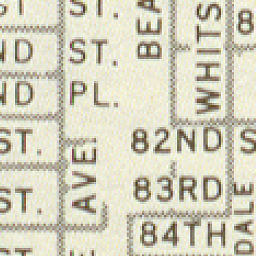 ST.
ND ST.
ND PL.
ST. 82ND S
83RD
ST. AVE.
84TH
WHITS
BEA
DALE
8